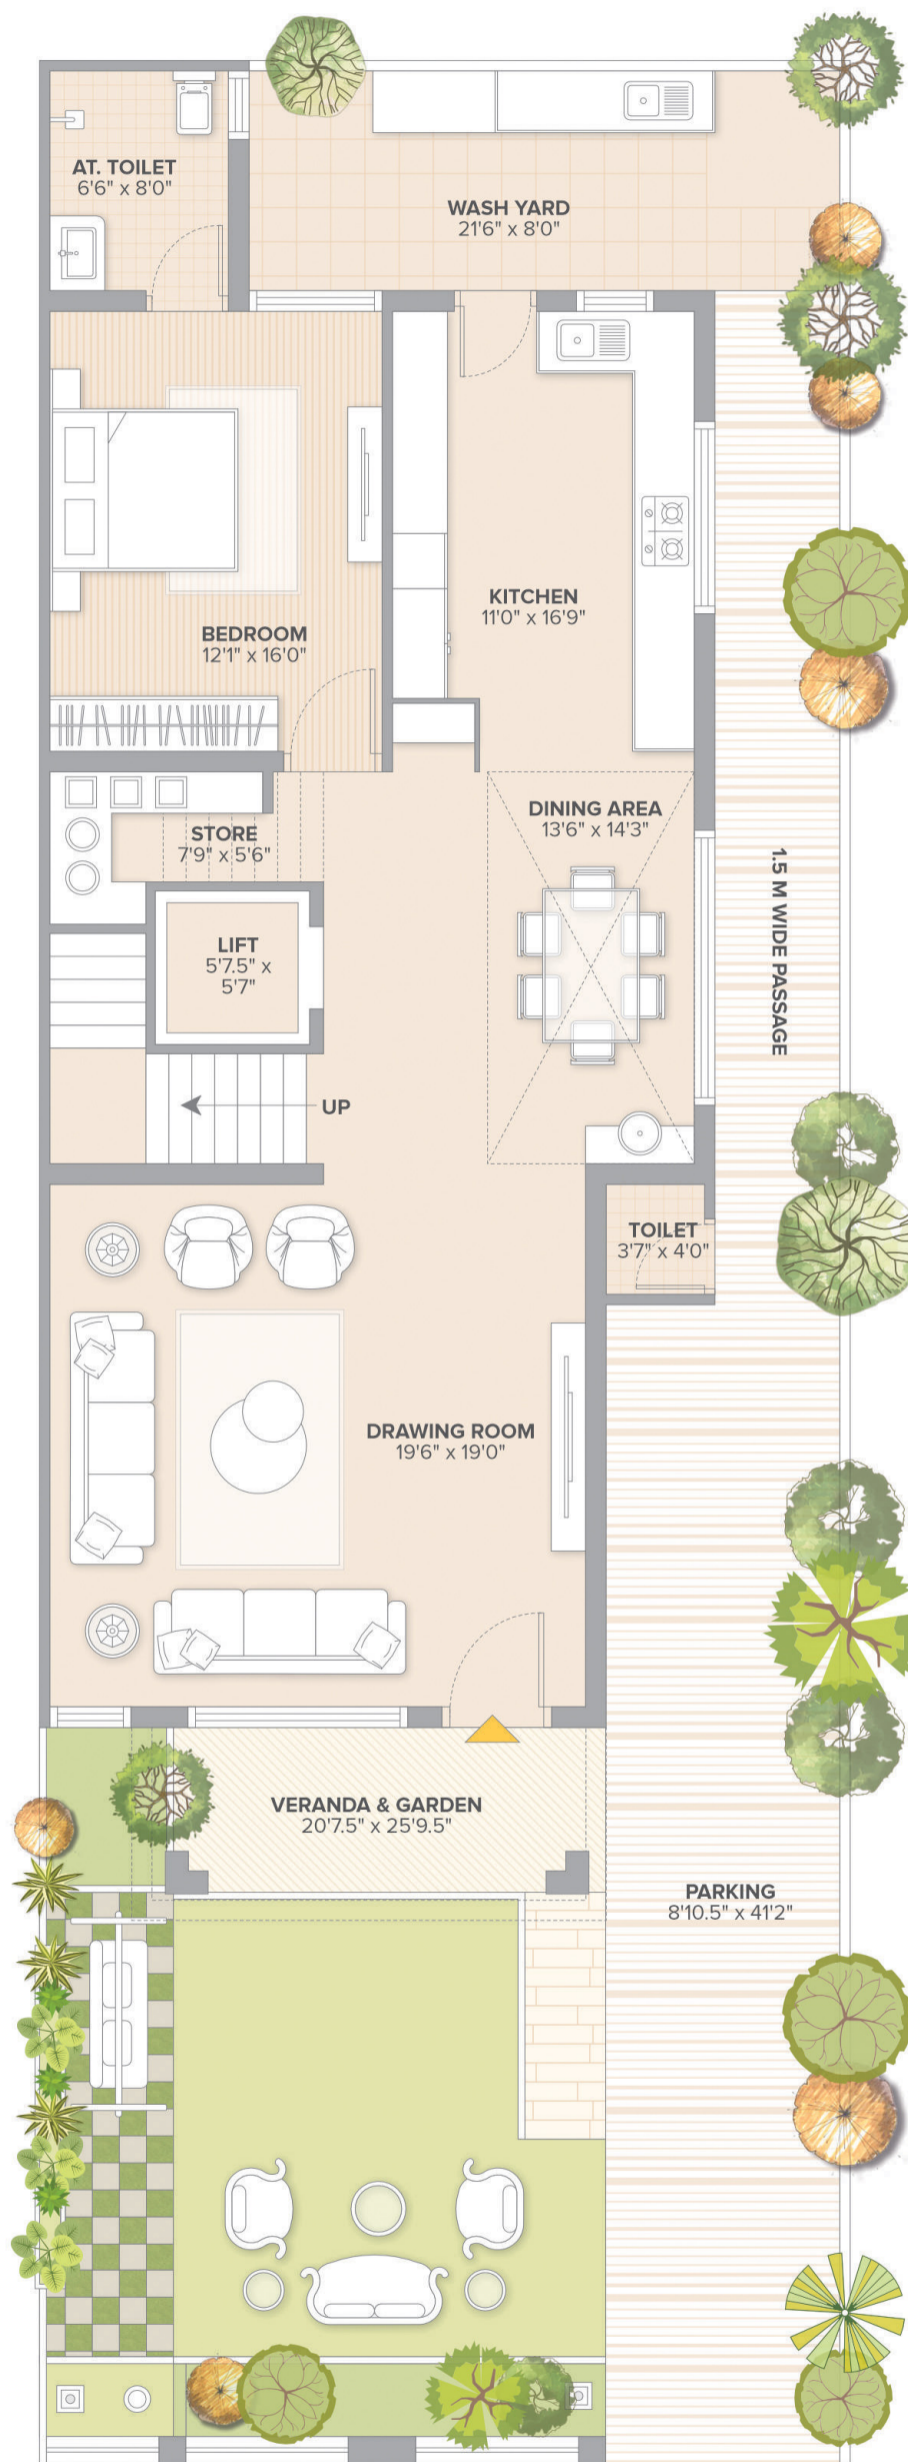 AT. TOILET
6'6" x 8'0"
WASH YARD
21'6" x 8'0"
KITCHEN
11'0" x 16'9"
BEDROOM
12'1" x 16'0"
DINING AREA
13'6" x 14'3"
STORE
7'9" x 5'6"
1.5 M WIDE PASSAGE
LIFT
5'7.5" x
5'7"
UP
TOILET
3'7" x 4'0"
DRAWING ROOM
19'6" x 19'0"
VERANDA & GARDEN
20'7.5" x 25'9.5"
PARKING
8'10.5" x 41'2"